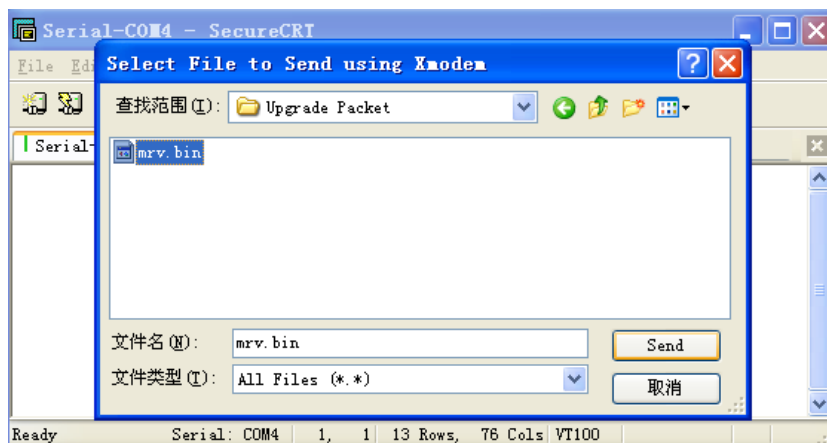 Serial-COM4 - SecureCRT
Select File to Send using Xmodem
File Edi
查找范围(I): Upgrade Packet
Serial-
mrv.bin
文件名(N): mrv.bin
Send
文件类型(T): All Files (*.*)
取消
Ready Serial: COM4 1, 1 13 Rows, 76 Cols VT100